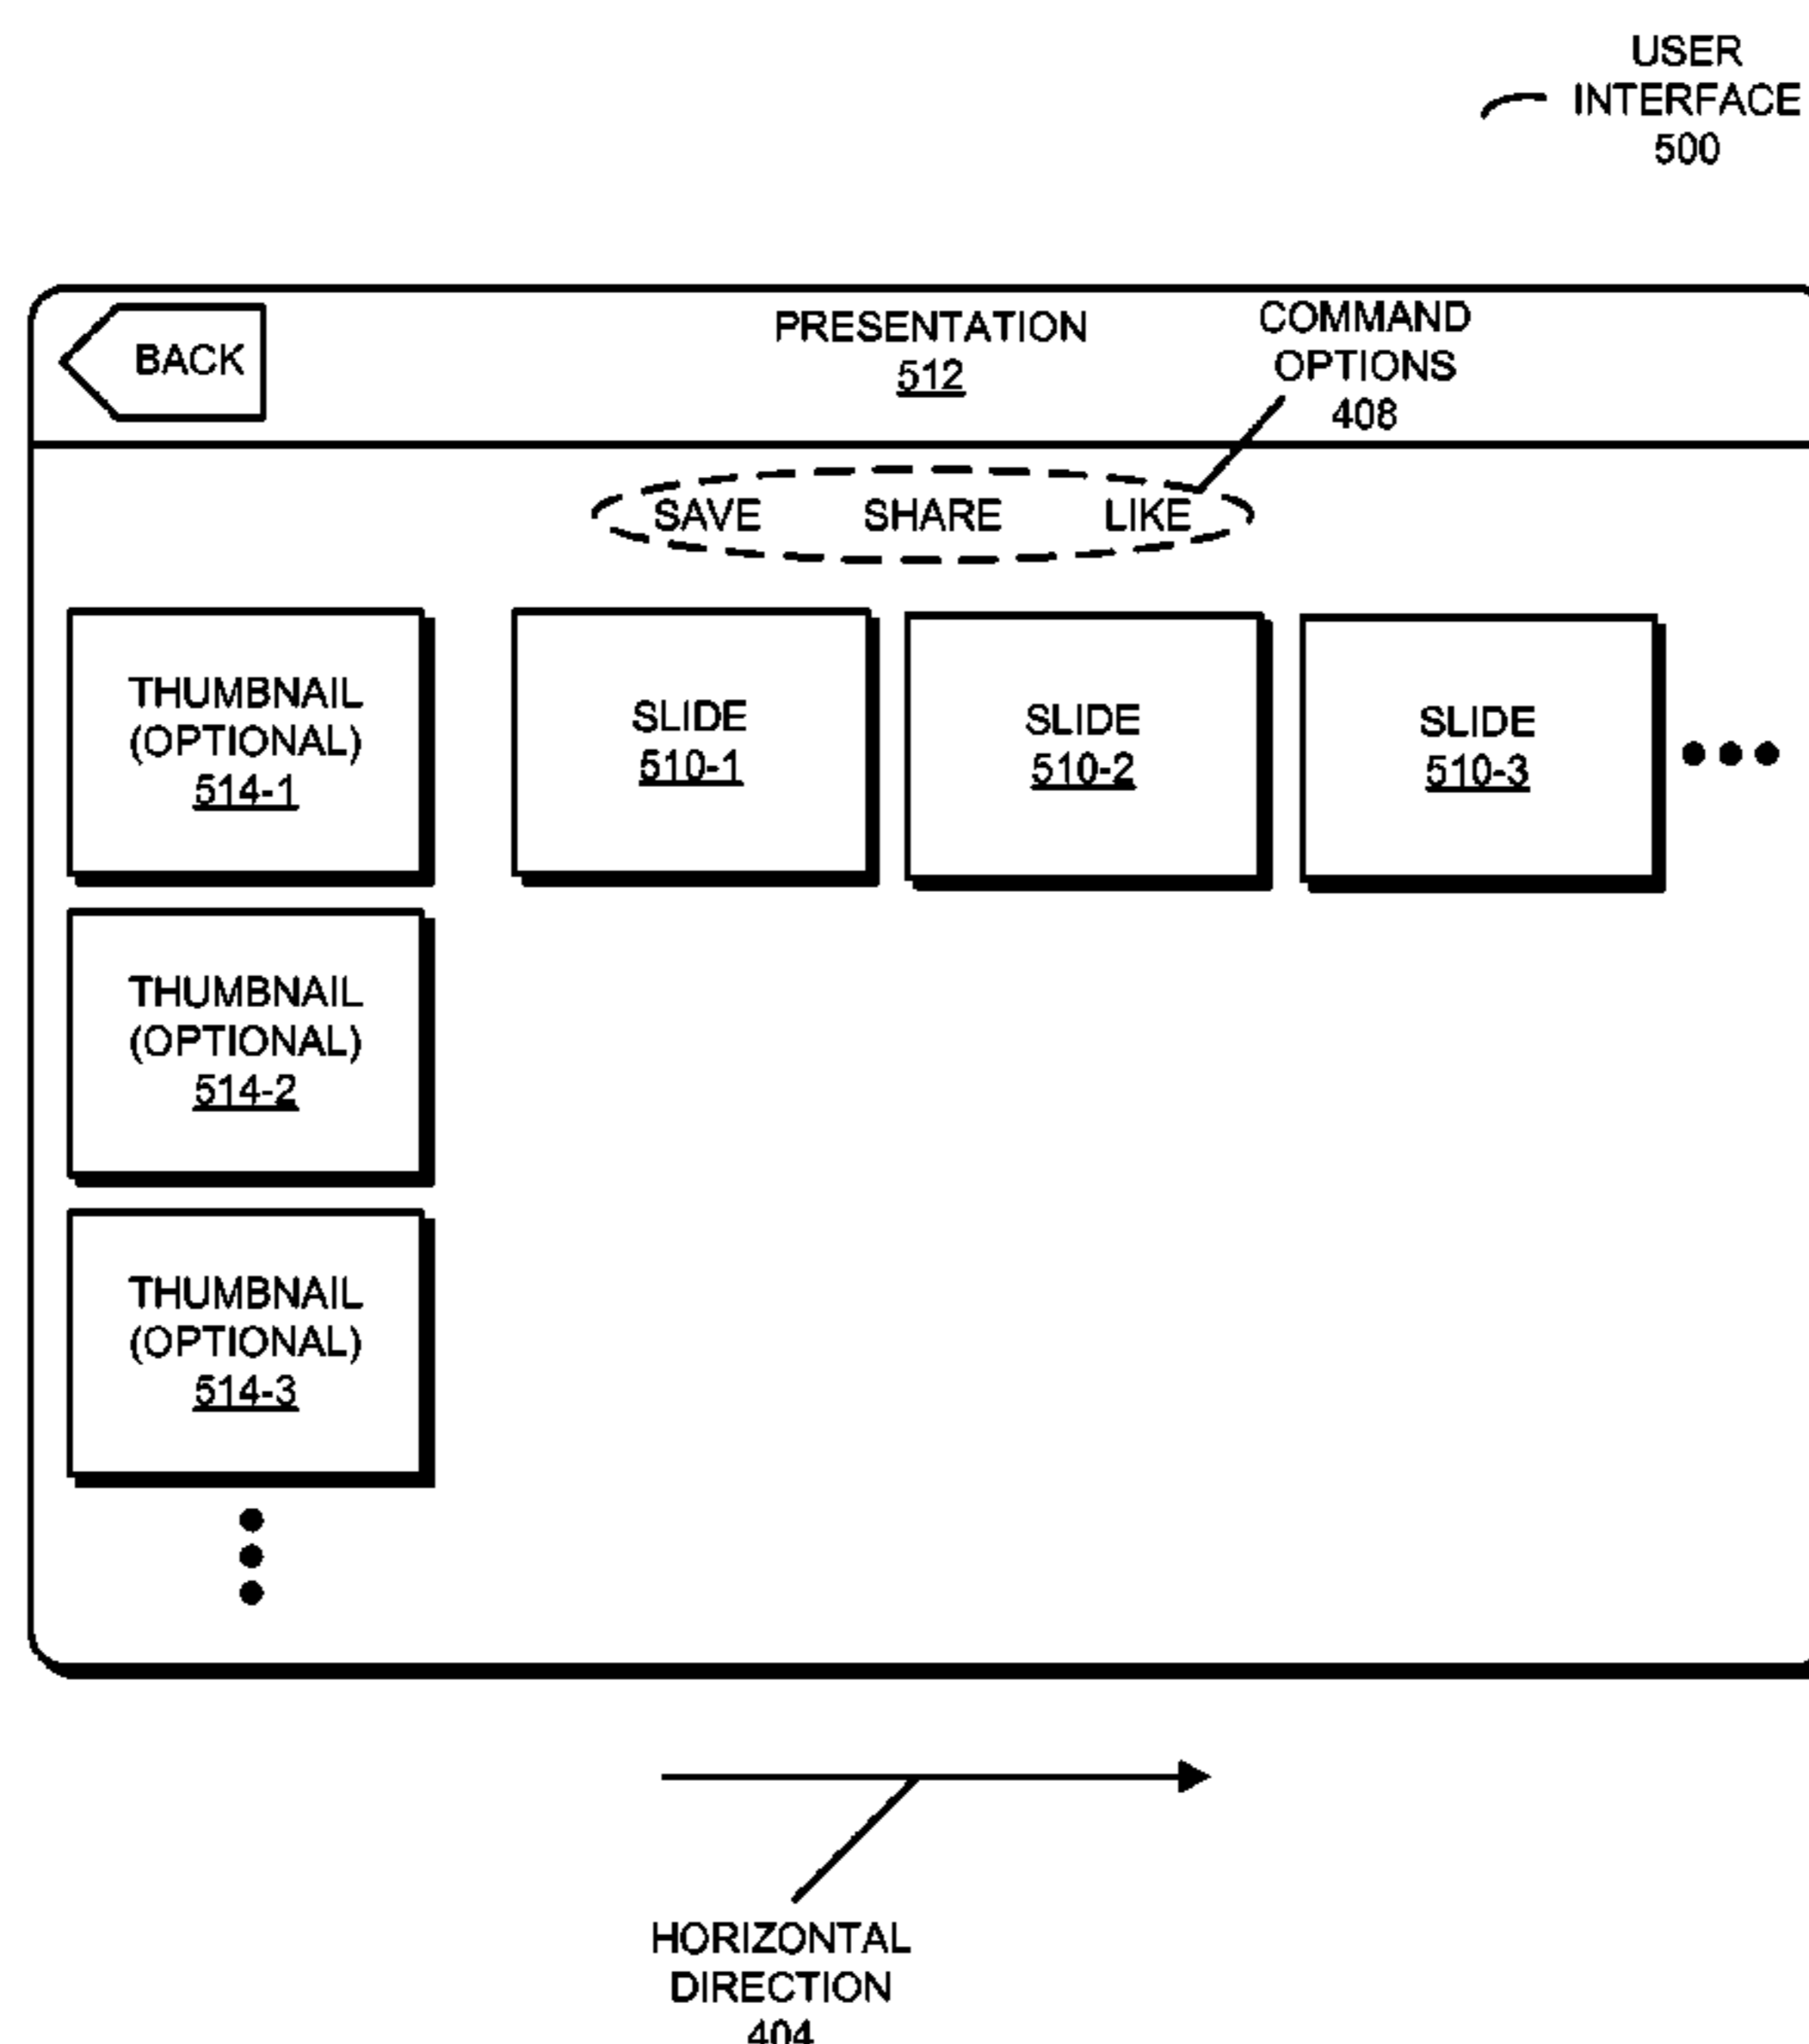 USER
INTERFACE
500
BACK
PRESENTATION
512
COMMAND
OPTIONS
408
SAVE SHARE LIKE
THUMBNAIL
(OPTIONAL)
514-1
SLIDE
510-1
SLIDE
510-2
SLIDE
510-3
THUMBNAIL
(OPTIONAL)
514-2
THUMBNAIL
(OPTIONAL)
514-3
HORIZONTAL
DIRECTION
404